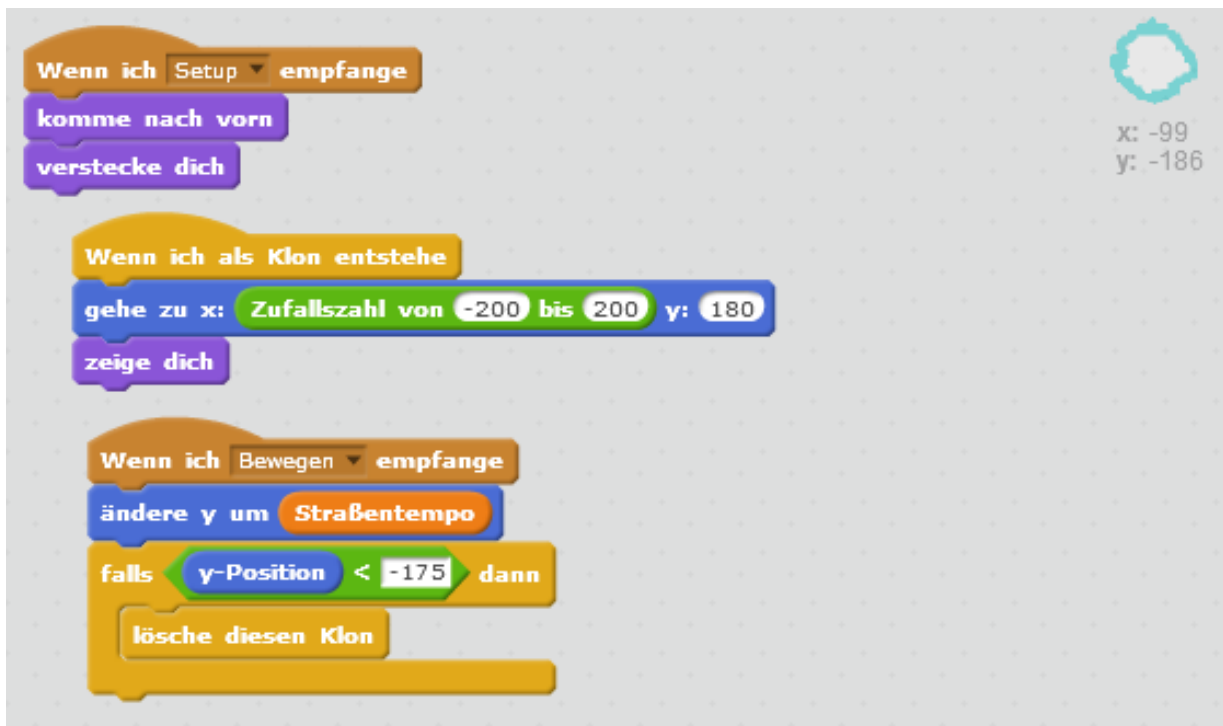 Wenn ich Setup empfange
komme nach vorn
verstecke dich
x: -99
y: -186
Wenn ich als Klon entstehe
gehe zu x: Zufallszahl von -200 bis 200 y: 180
zeige dich
Wenn ich Bewegen empfange
ändere y um Straßentempo
falls y-Position < -175 dann
lösche diesen Klon